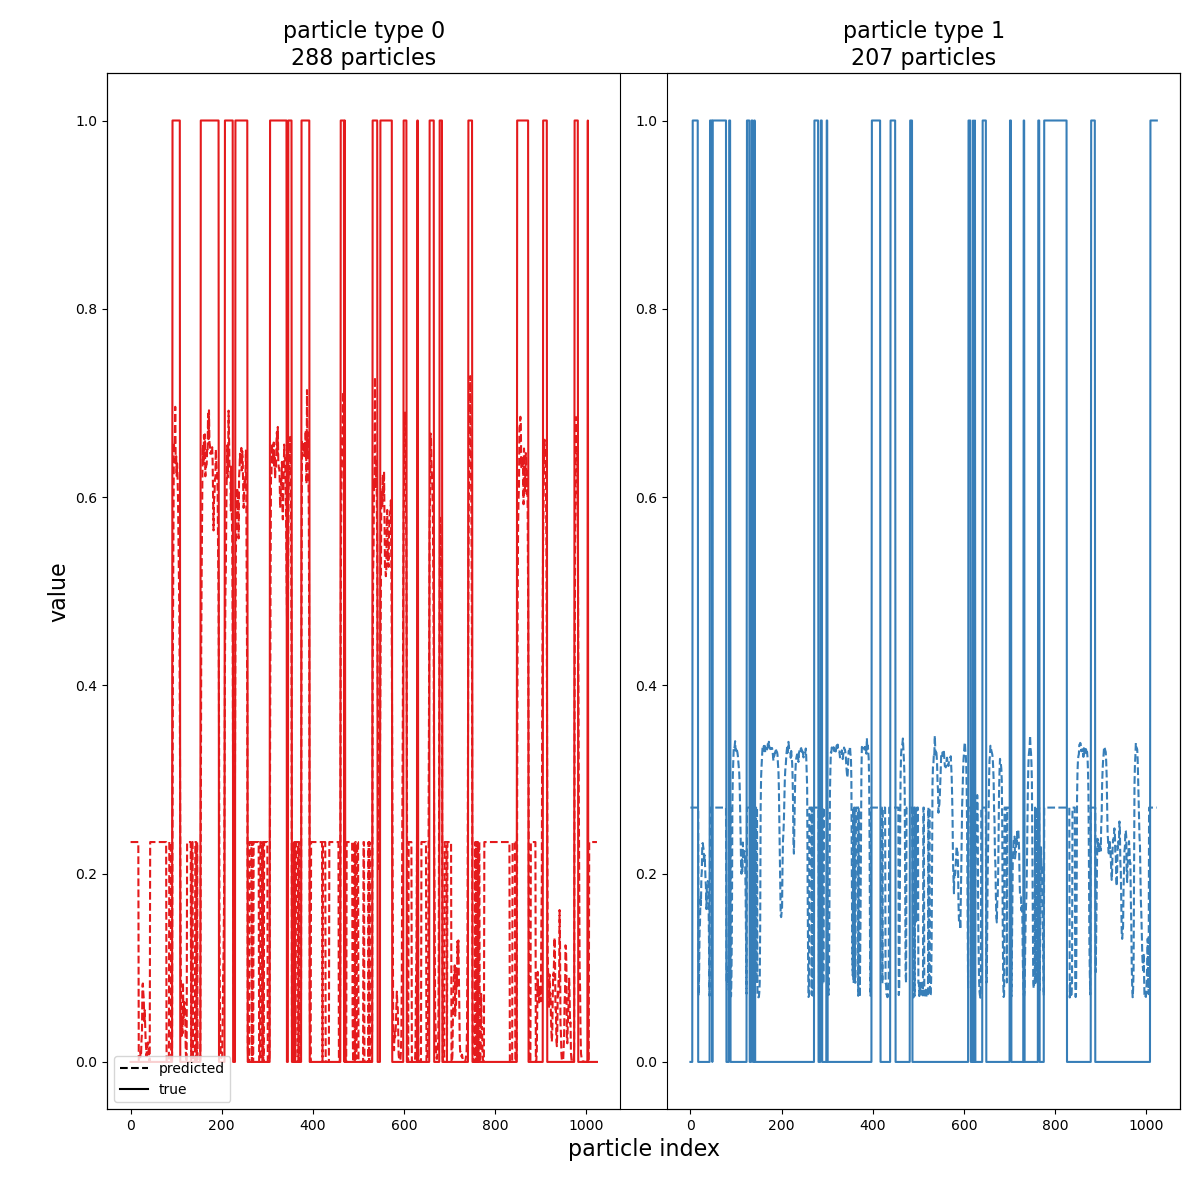 particle type 0
288 particles
particle type 1
207 particles
1.0
0.8
0.6
0.4
0.2
0.0
1.0
0.8
0.6
0.4
0.2
0.0
value
predicted
true
0 200 400 600 800 1000
0 200 400 600 800 1000
particle index